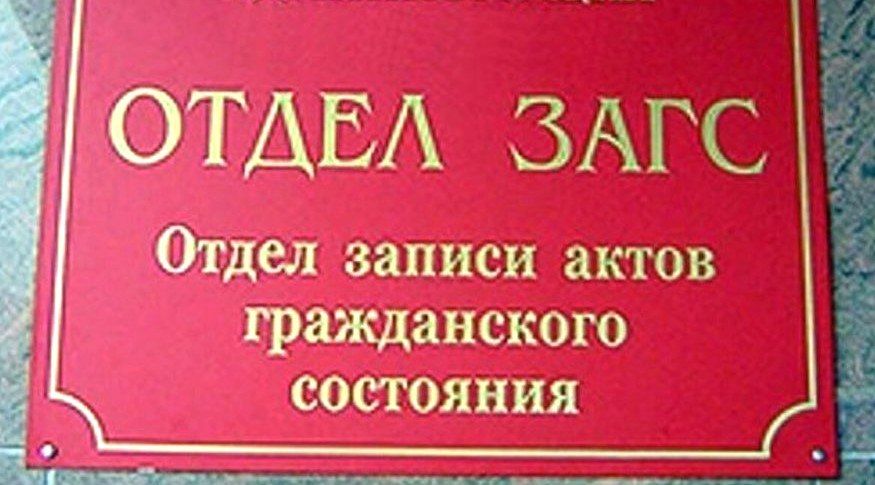 ОТДЕЛ ЗАГС
Отдел записи актов
гражданского
состояния